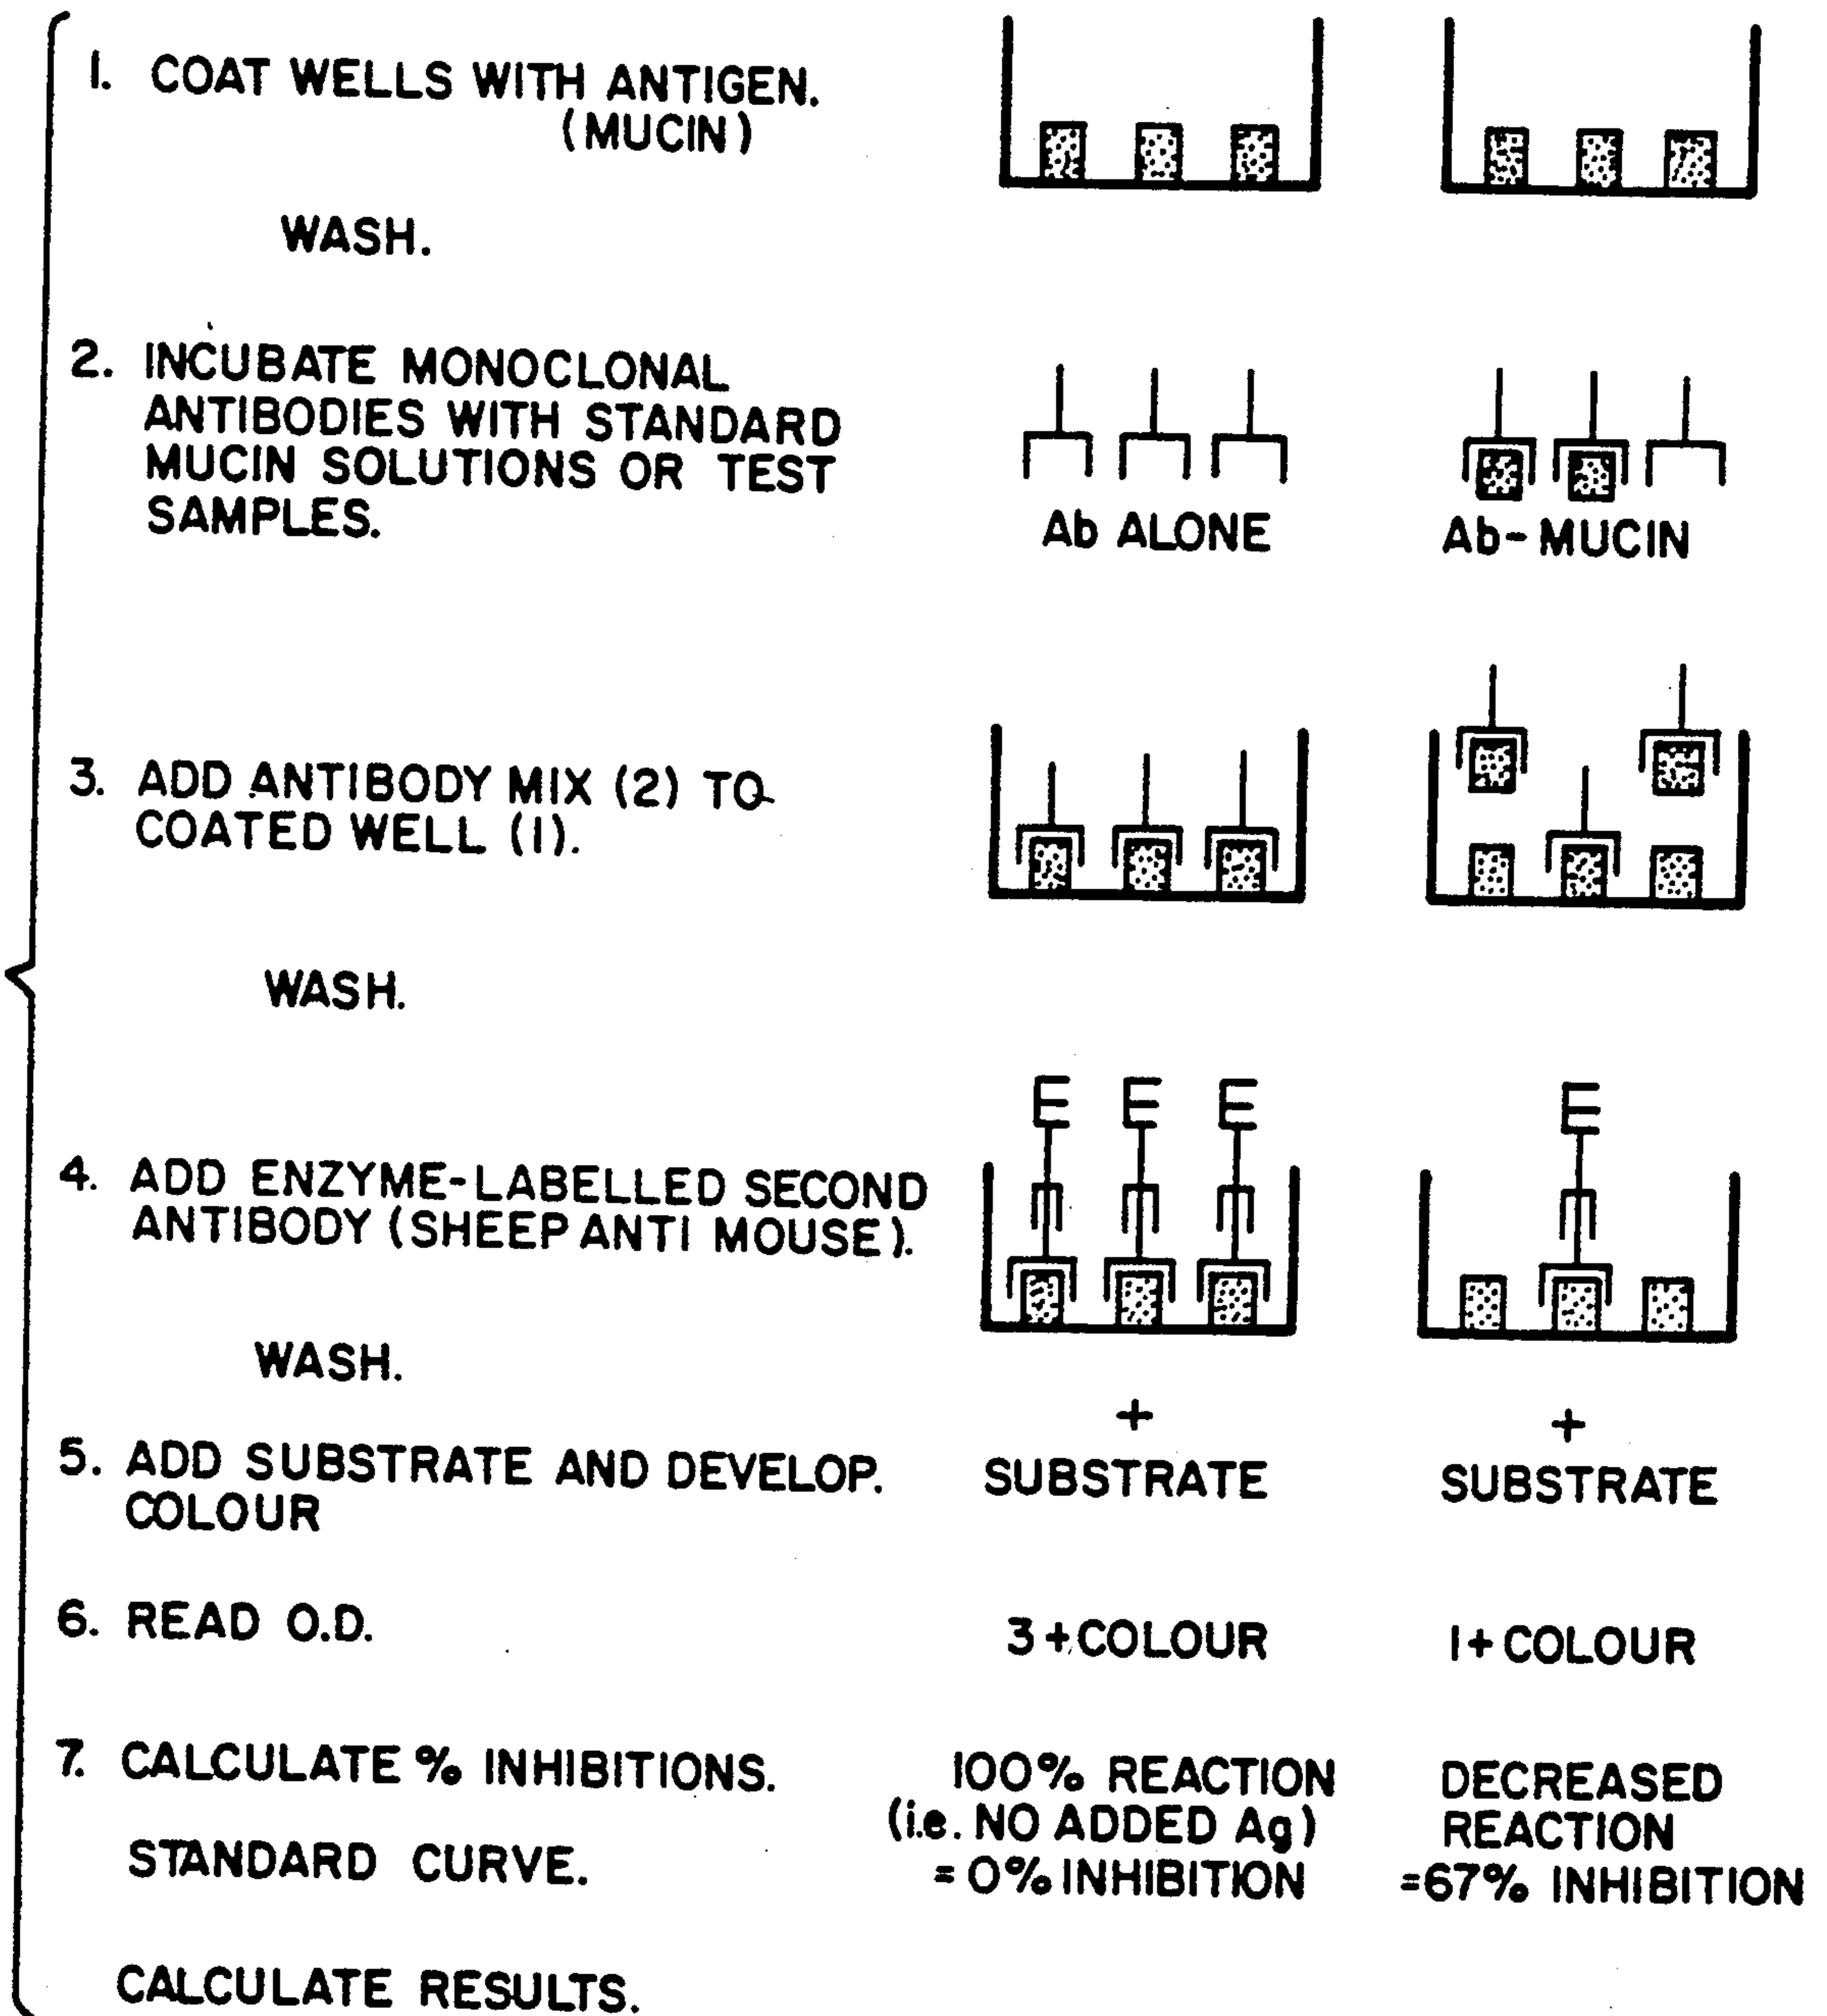 1. COAT WELLS WITH ANTIGEN.
(MUCIN)
WASH.
2. INCUBATE MONOCLONAL
ANTIBODIES WITH STANDARD
MUCIN SOLUTIONS OR TEST
SAMPLES.
Ab ALONE
Ab-MUCIN
3. ADD ANTIBODY MIX (2) TO
COATED WELL (1).
WASH.
E E E
E
4. ADD ENZYME-LABELLED SECOND
ANTIBODY (SHEEP ANTI MOUSE).
WASH.
+
+
5. ADD SUBSTRATE AND DEVELOP.
COLOUR
SUBSTRATE
SUBSTRATE
6. READ O.D.
3+COLOUR
1+COLOUR
7. CALCULATE % INHIBITIONS.
STANDARD CURVE.
100% REACTION
(i.e. NO ADDED Ag)
= 0% INHIBITION
DECREASED
REACTION
=67% INHIBITION
CALCULATE RESULTS.